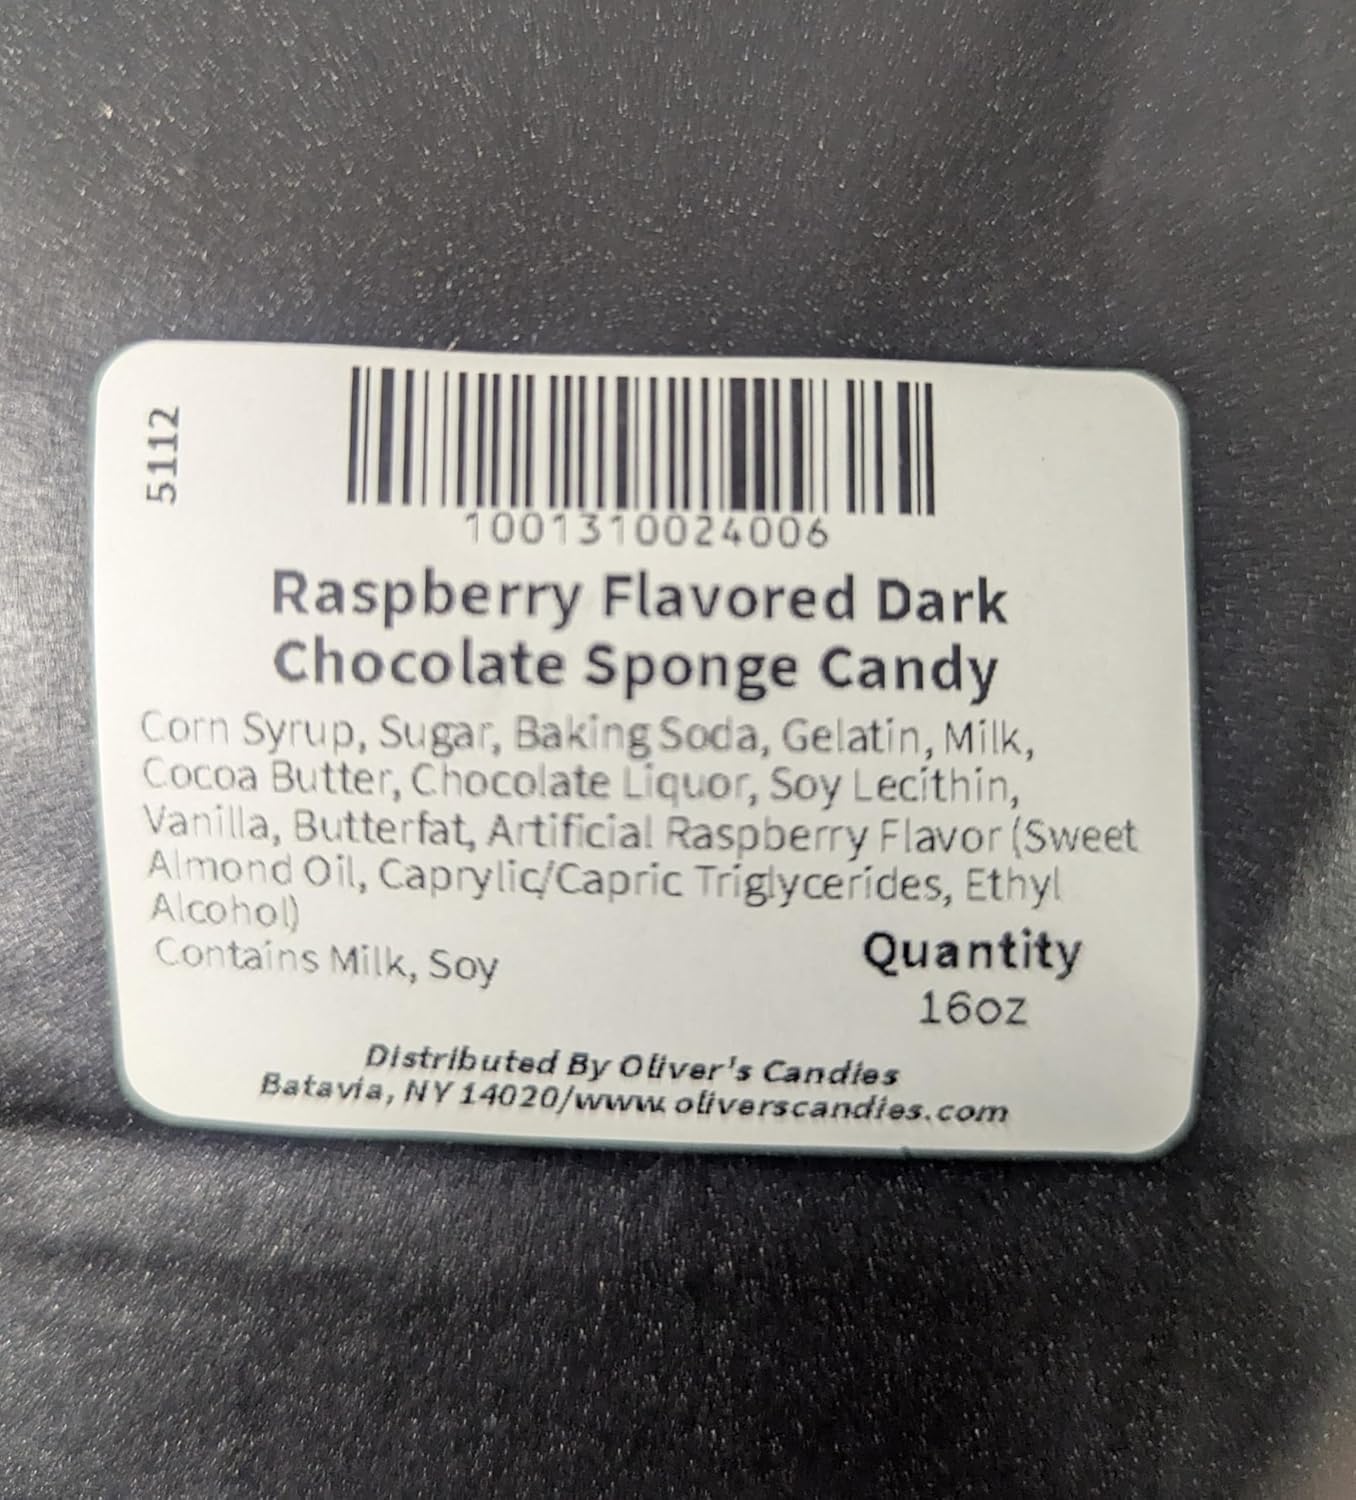 5112
1001310024006
Raspberry Flavored Dark
Chocolate Sponge Candy
Corn Syrup, Sugar, Baking Soda, Gelatin, Milk,
Cocoa Butter, Chocolate Liquor, Soy Lecithin,
Vanilla, Butterfat, Artificial Raspberry Flavor (Sweet
Almond Oil, Caprylic/Capric Triglycerides, Ethyl
Alcohol)
Contains Milk, Soy
Quantity
16oz
Distributed By Oliver's Candies
Batavia, NY 14020/www.oliverscandies.com